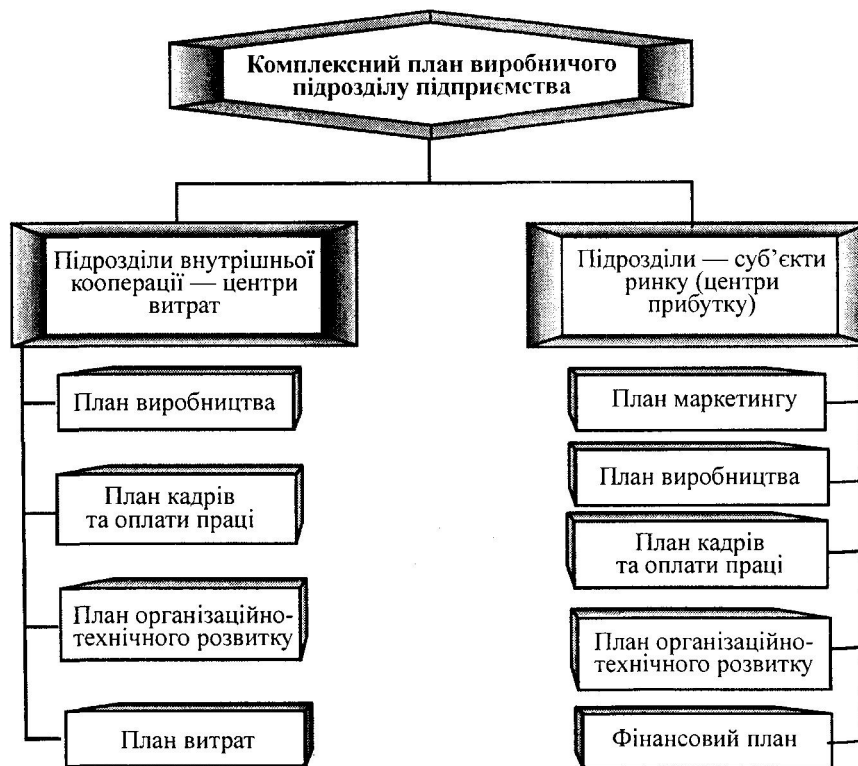 Комплексний план виробничого
підрозділу підприємства
Підрозділи внутрішньої
кооперації — центри
витрат
План виробництва
План кадрів
та оплати праці
План організаційно-
технічного розвитку
План витрат
Підрозділи — суб’єкти
ринку (центри
прибутку)
План маркетингу
План виробництва
План кадрів
та оплати праці
План організаційно-
технічного розвитку
Фінансовий план